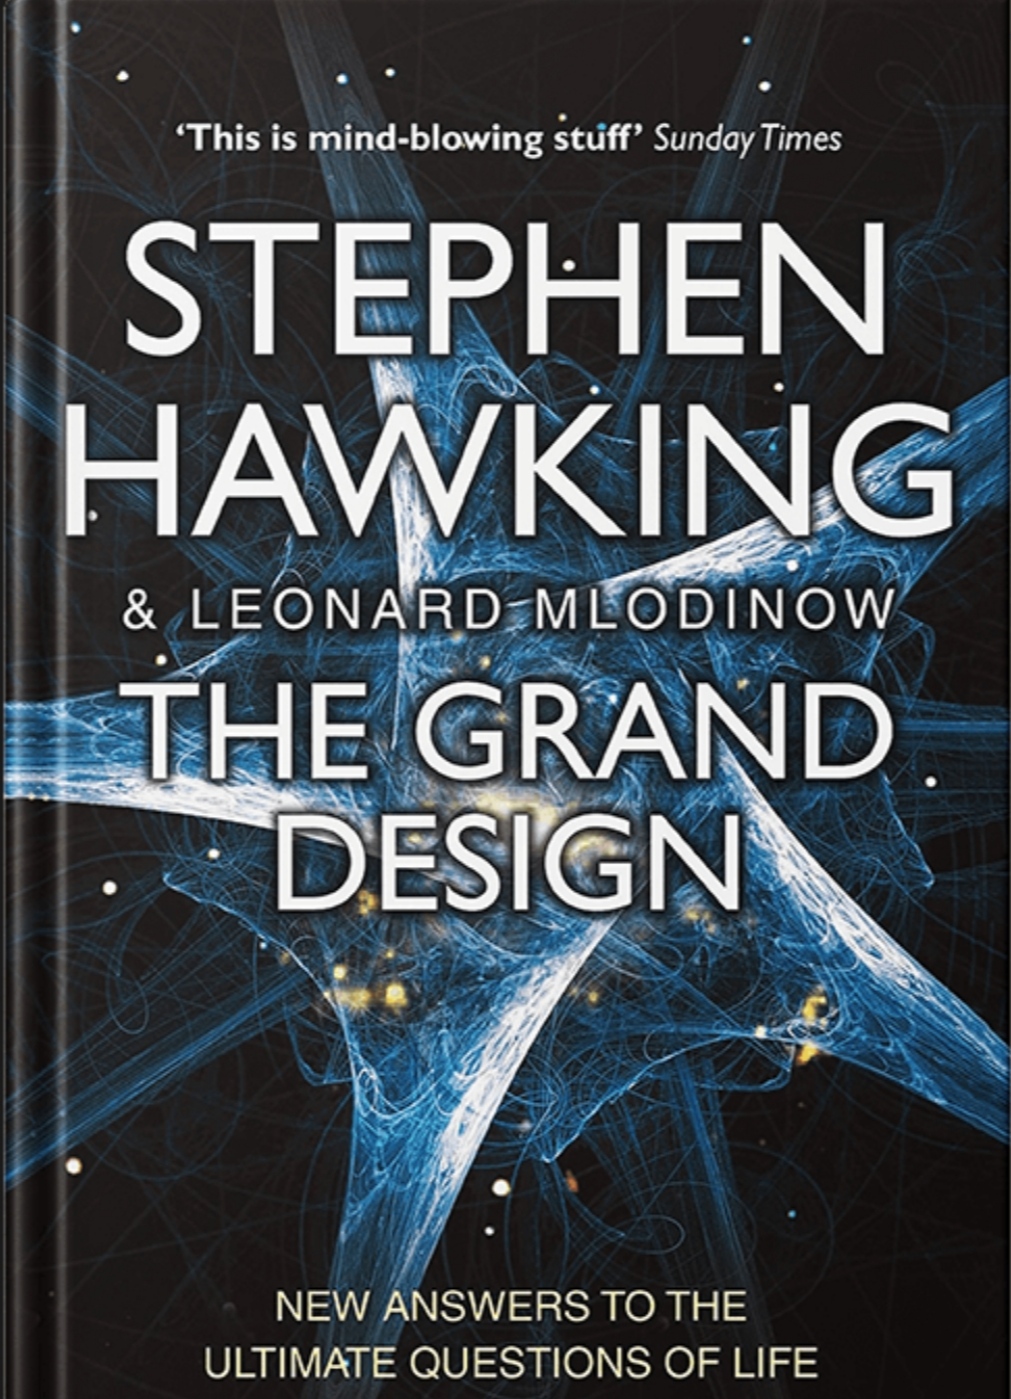 ‘This is mind-blowing stuff’ Sunday Times
STEPHEN
HAWKING
& LEONARD MLODINOW
THE GRAND
DESIGN
NEW ANSWERS TO THE
ULTIMATE QUESTIONS OF LIFE